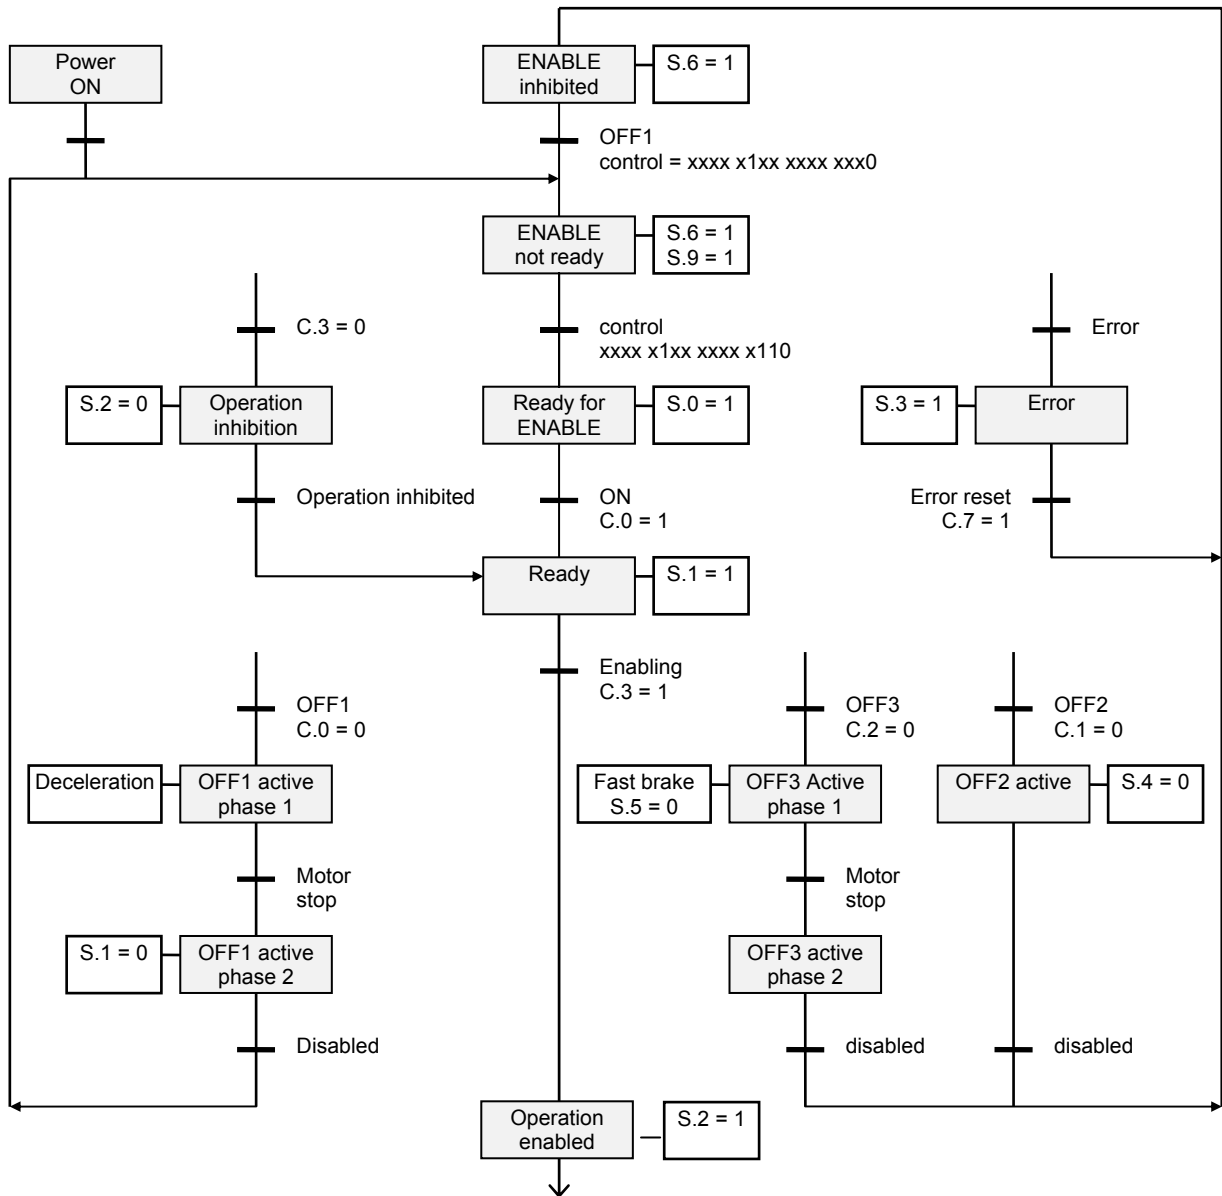 Power
ON
ENABLE
inhibited
S.6 = 1
OFF1
control = xxxx x1xx xxxx xxx0
ENABLE
not ready
S.6 = 1
S.9 = 1
C.3 = 0
control
xxxx x1xx xxxx x110
Error
S.2 = 0
Operation
inhibition
Ready for
ENABLE
S.0 = 1
S.3 = 1
Error
Operation inhibited
ON
C.0 = 1
Error reset
C.7 = 1
Ready
S.1 = 1
Enabling
C.3 = 1
OFF1
C.0 = 0
OFF3
C.2 = 0
OFF2
C.1 = 0
Deceleration
OFF1 active
phase 1
Fast brake
S.5 = 0
OFF3 Active
phase 1
OFF2 active
S.4 = 0
Motor
stop
Motor
stop
S.1 = 0
OFF1 active
phase 2
OFF3 active
phase 2
Disabled
disabled
disabled
Operation
enabled
S.2 = 1